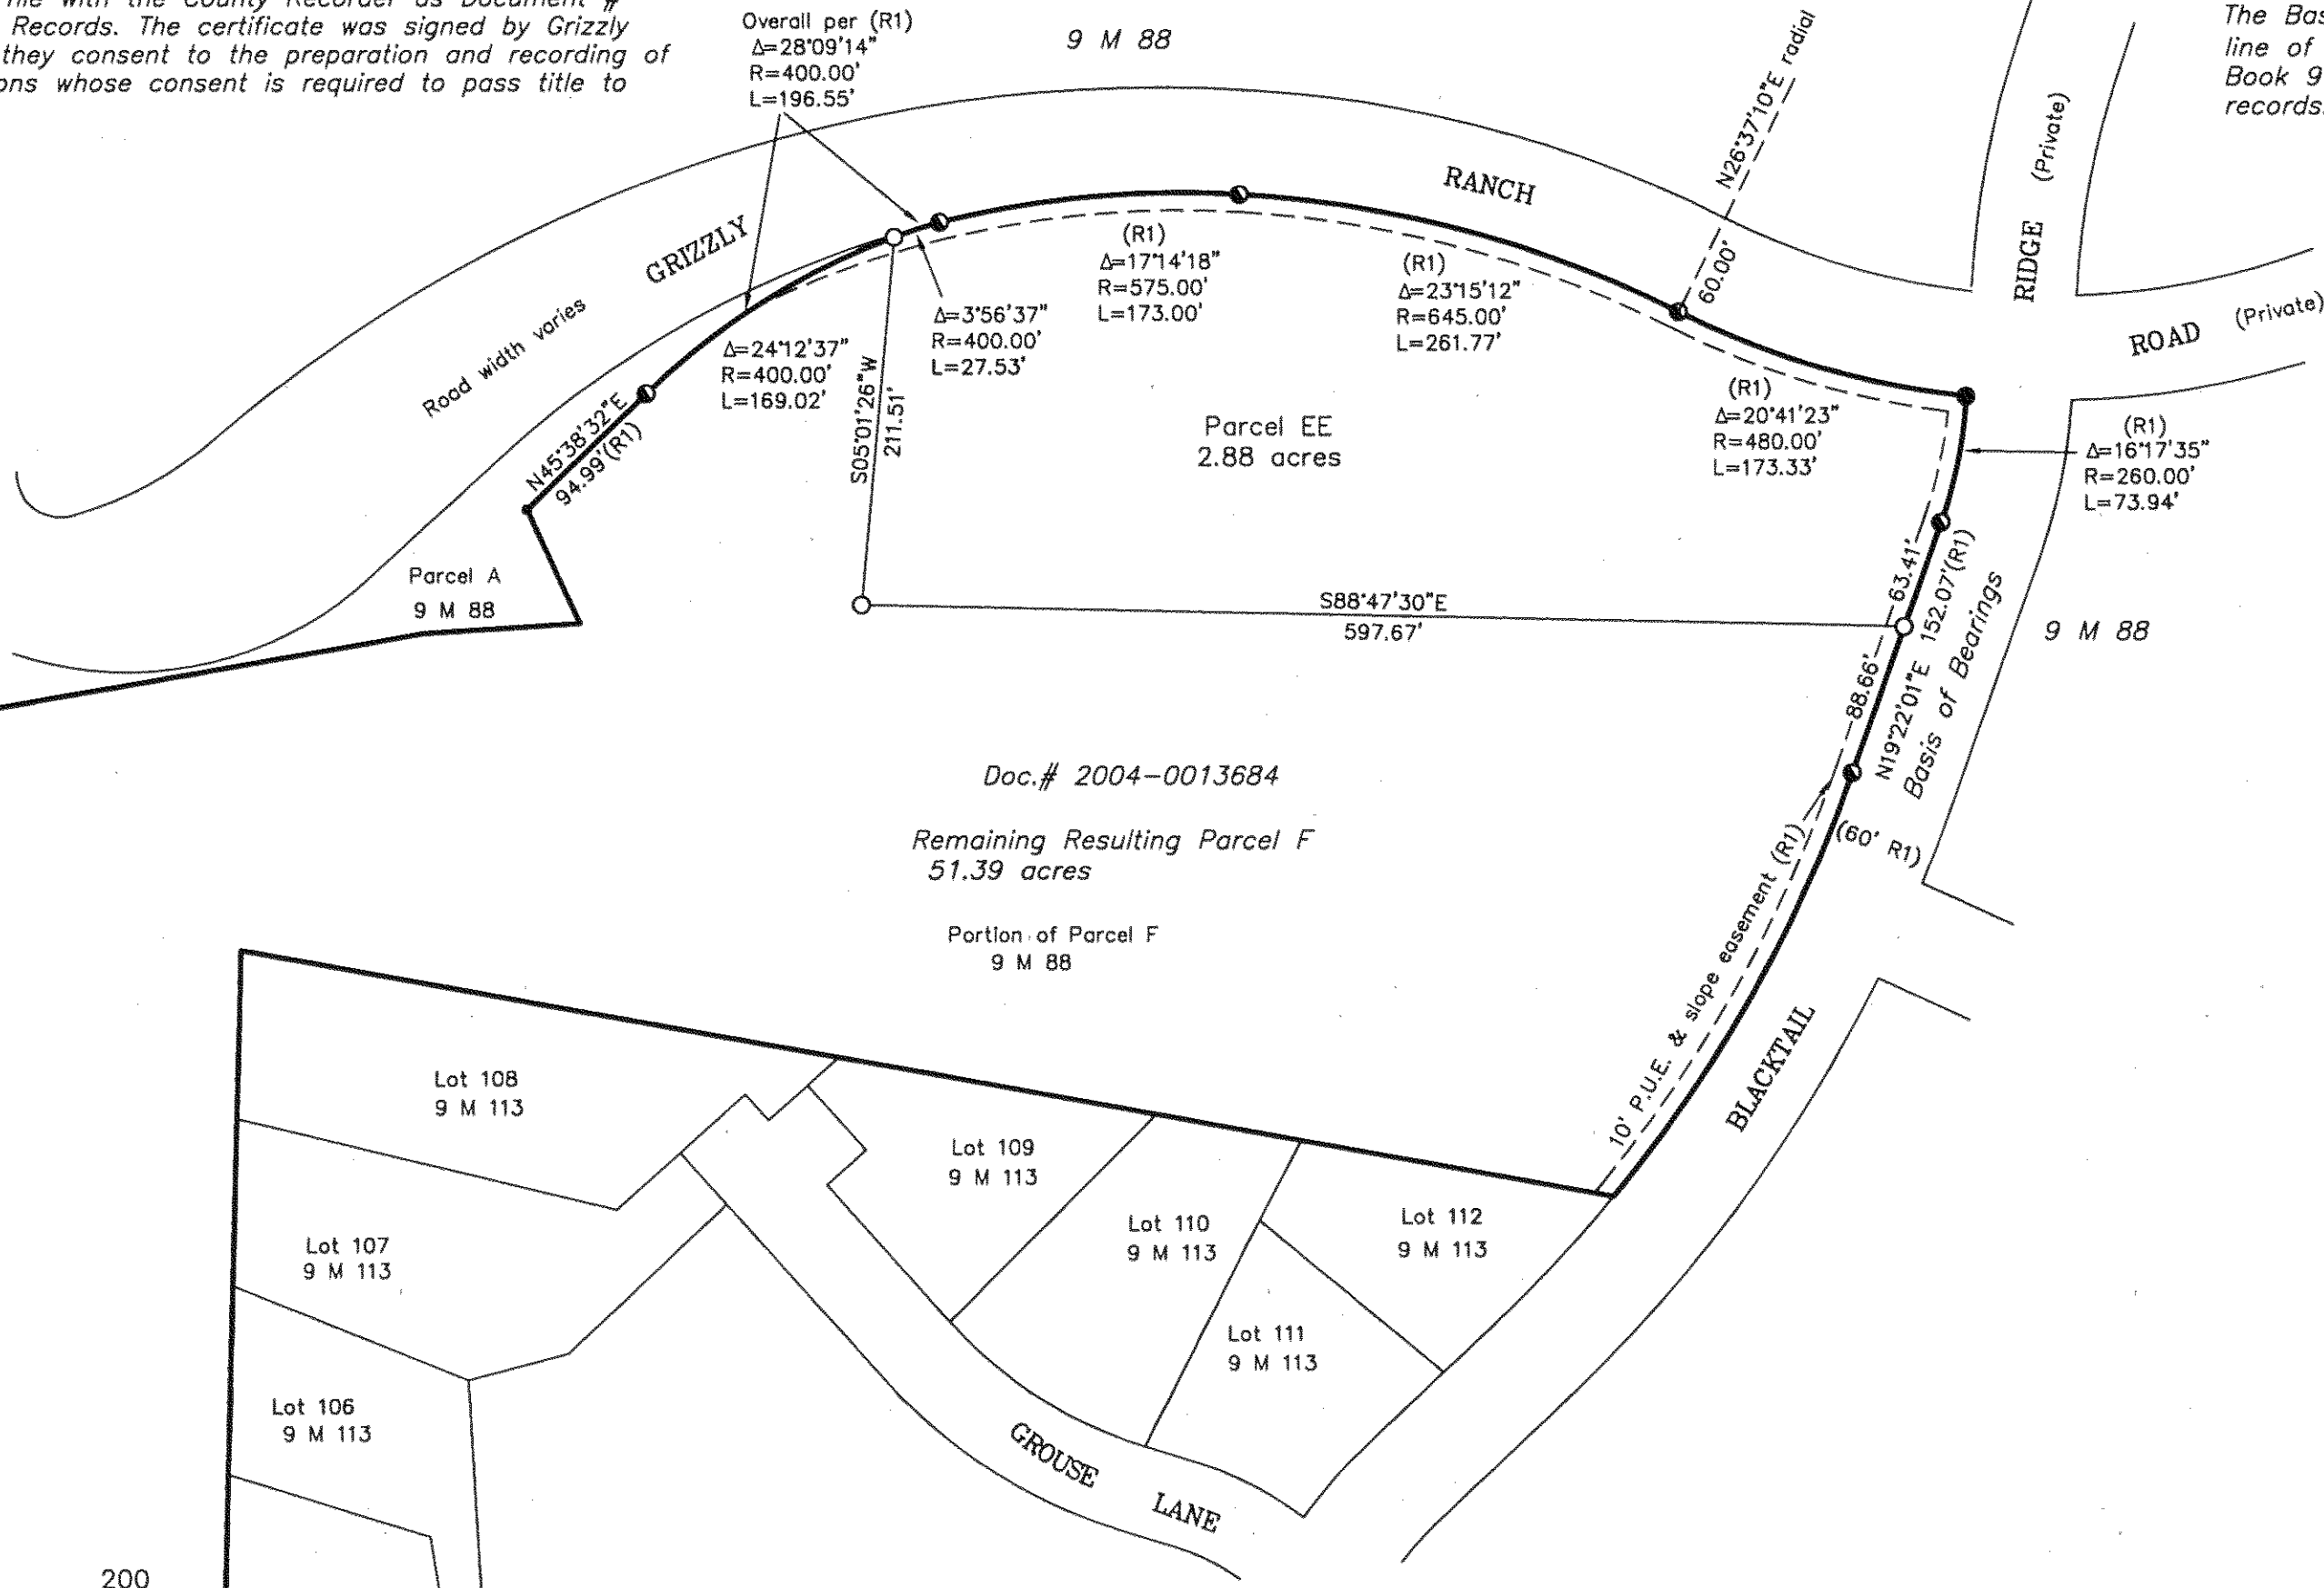 File with the County Recorder as Document #
Records. The certificate was signed by Grizzly
they consent to the preparation and recording of
ons whose consent is required to pass title to
Overall per (R1)
Δ=28°09'14"
R=400.00'
L=196.55'
9 M 88
N26°37'10"E radial
60.00'
The Bas
line of
Book 9
records.
GRIZZLY
RANCH
RIDGE (Private)
ROAD (Private)
Road width varies
N45°38'32"E
94.99'(R1)
Δ=24°12'37"
R=400.00'
L=169.02'
S05°01'26"W
211.51'
Δ=3°56'37"
R=400.00'
L=27.53'
(R1)
Δ=17°14'18"
R=575.00'
L=173.00'
(R1)
Δ=23°15'12"
R=645.00'
L=261.77'
(R1)
Δ=20°41'23"
R=480.00'
L=173.33'
(R1)
Δ=16°17'35"
R=260.00'
L=73.94'
Parcel EE
2.88 acres
Parcel A
9 M 88
S88°47'30"E
597.67'
63.41'
88.66'
N19°22'01"E 152.07'(R1)
Basis of Bearings
9 M 88
(60' R1)
Doc.# 2004-0013684
Remaining Resulting Parcel F
51.39 acres
Portion of Parcel F
9 M 88
10' P.U.E. & slope easement (R1)
BLACKTAIL
Lot 108
9 M 113
Lot 109
9 M 113
Lot 110
9 M 113
Lot 112
9 M 113
Lot 107
9 M 113
Lot 111
9 M 113
Lot 106
9 M 113
GROUSE LANE
200